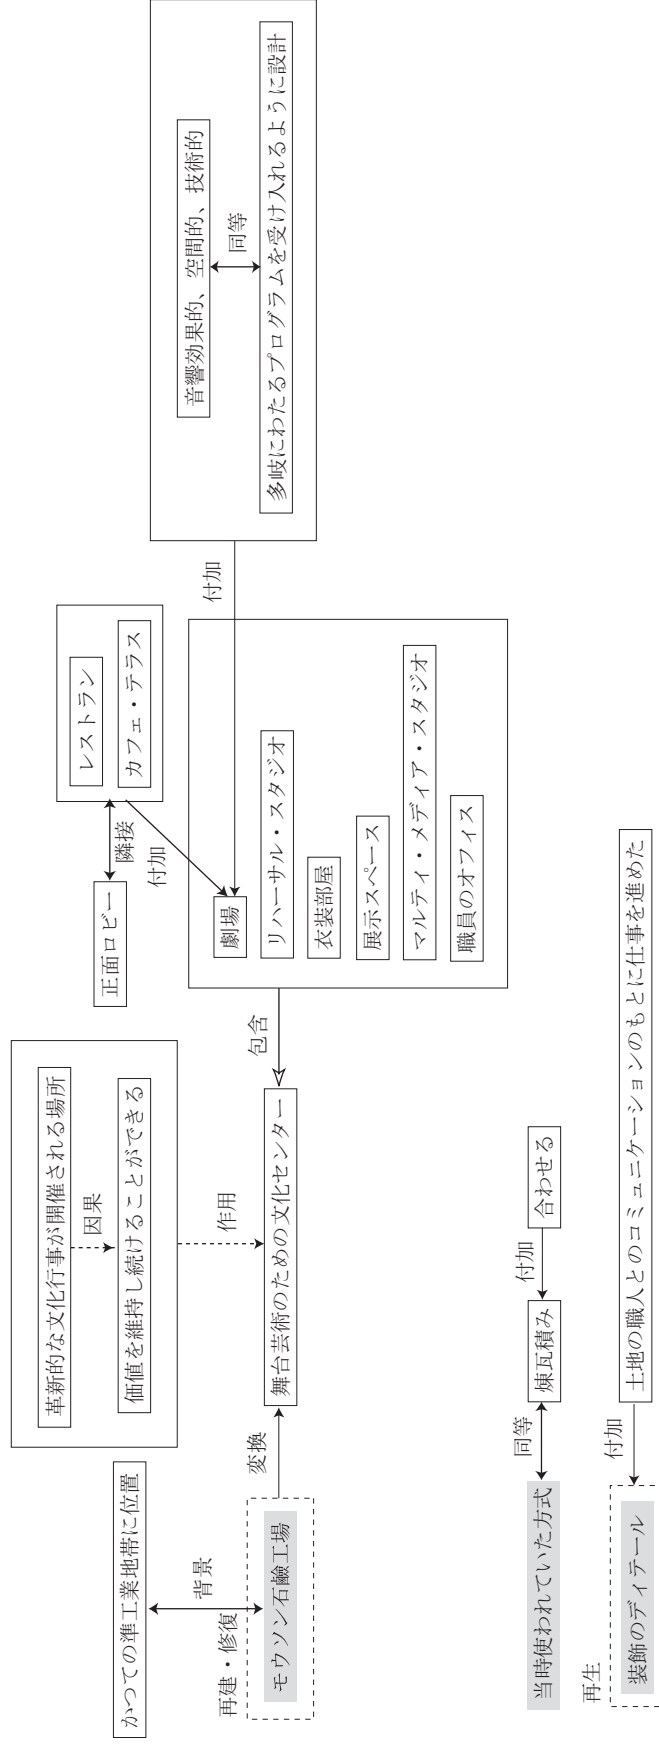 かつての準工業地帯に位置
背景
再建・修復
モウソン石鹼工場
変換
革新的な文化行事が開催される場所
因果
価値を維持し続けることができる
作用
舞台芸術のための文化センター
包含
正面ロビー
隣接
付加
レストラン
カフェ・テラス
劇場
リハーサル・スタジオ
衣装部屋
展示スペース
マルティ・メディア・スタジオ
職員のオフィス
付加
音響効果的、空間的、技術的
同等
多岐にわたるプログラムを受け入れるように設計
当時使われていた方式
同等
煉瓦積み
付加
合わせる
再生
装飾のディテール
付加
土地の職人とのコミュニケーションのもとに仕事を進めた